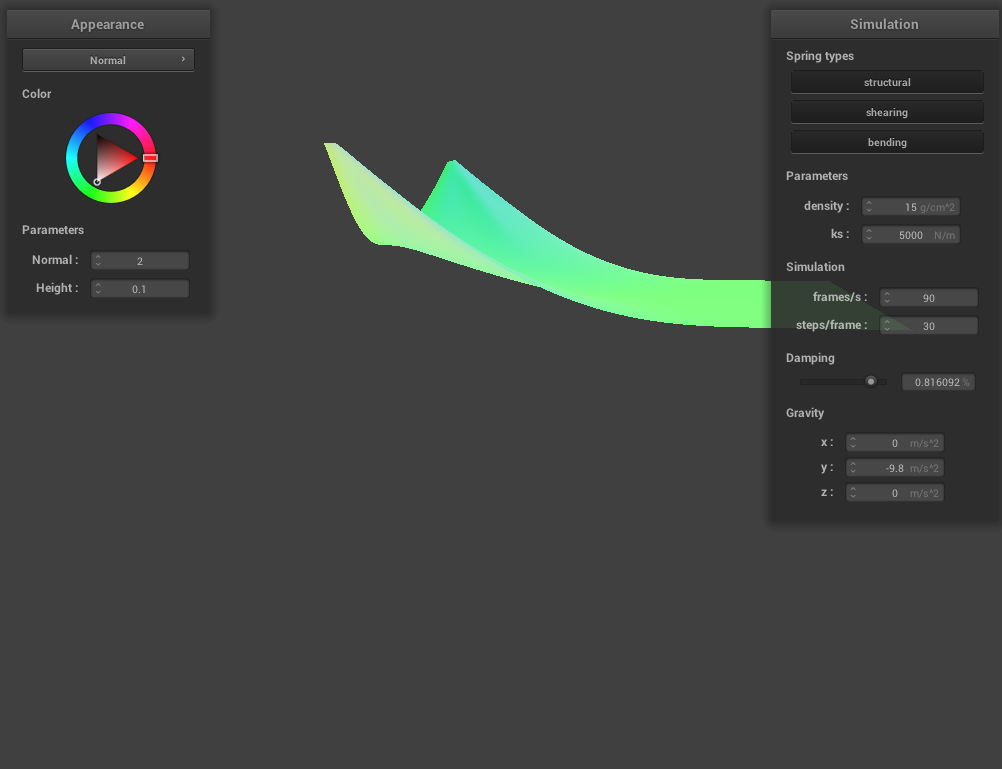 Appearance
Normal
Color
Parameters
Normal : 2
Height : 0.1
Simulation
Spring types
structural
shearing
bending
Parameters
density : 15 g/cm^2
ks : 5000 N/m
Simulation
frames/s : 90
steps/frame : 30
Damping
0.816092 %
Gravity
x : 0 m/s^2
y : -9.8 m/s^2
z : 0 m/s^2